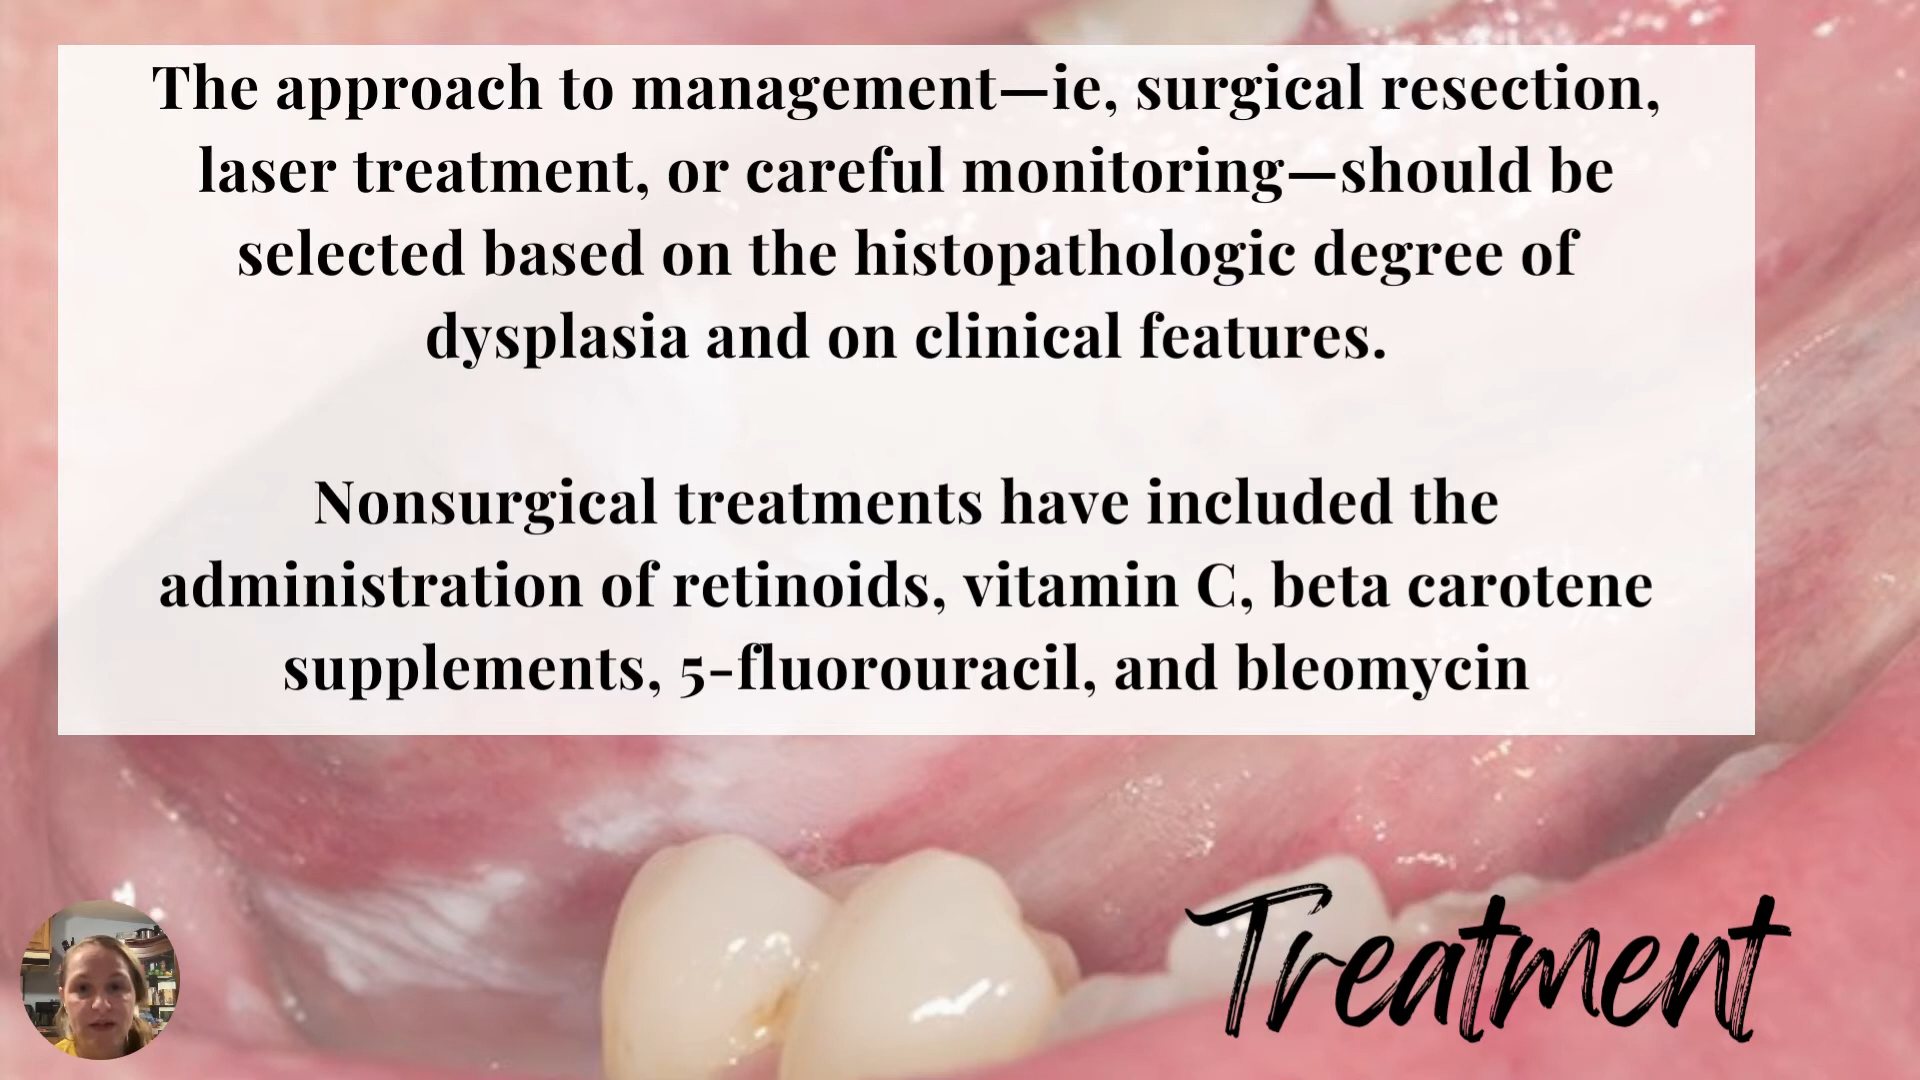 The approach to management—ie, surgical resection,
laser treatment, or careful monitoring—should be
selected based on the histopathologic degree of
dysplasia and on clinical features.
Nonsurgical treatments have included the
administration of retinoids, vitamin C, beta carotene
supplements, 5-fluorouracil, and bleomycin
Treatment